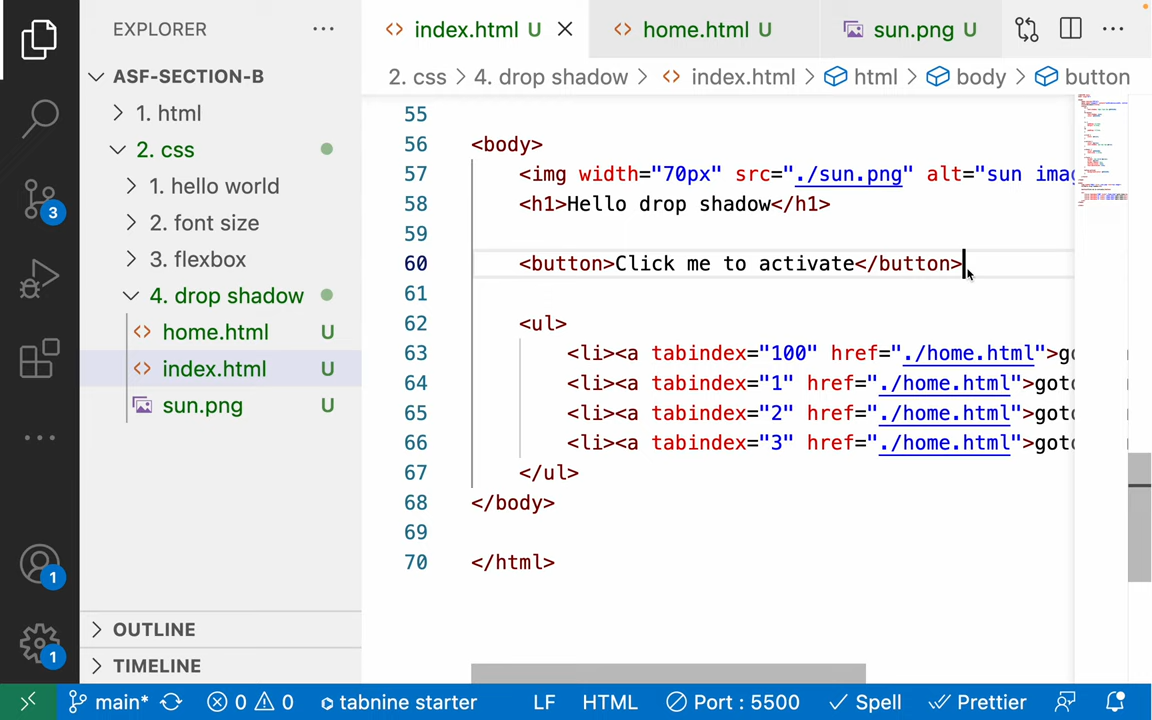 EXPLORER
ASF-SECTION-B
1. html
2. css
1. hello world
2. font size
3. flexbox
4. drop shadow
home.html U
index.html U
sun.png U
OUTLINE
TIMELINE
3
1
1
index.html U
home.html U
sun.png U
2. css > 4. drop shadow > index.html > html > body > button
55
56 <body>
57 <img width="70px" src="./sun.png" alt="sun
58 <h1>Hello drop shadow</h1>
59
60 <button>Click me to activate</button>
61
62 <ul>
63 <li><a tabindex="100" href="./home.html">
64 <li><a tabindex="1" href="./home.html">
65 <li><a tabindex="2" href="./home.html">
66 <li><a tabindex="3" href="./home.html">
67 </ul>
68 </body>
69
70 </html>
main* 0 0 tabnine starter LF HTML Port : 5500 Spell Prettier